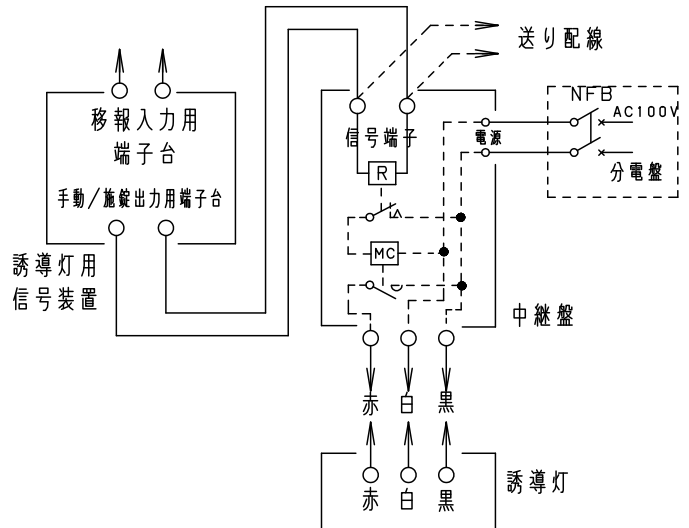 送り配線
NFB
AC100V
分電盤
移報入力用
端子台
手動/施錠出力用端子台
誘導灯用
信号装置
信号端子
電源
R
MC
中継盤
赤 白 黒
誘導灯
赤 白 黒